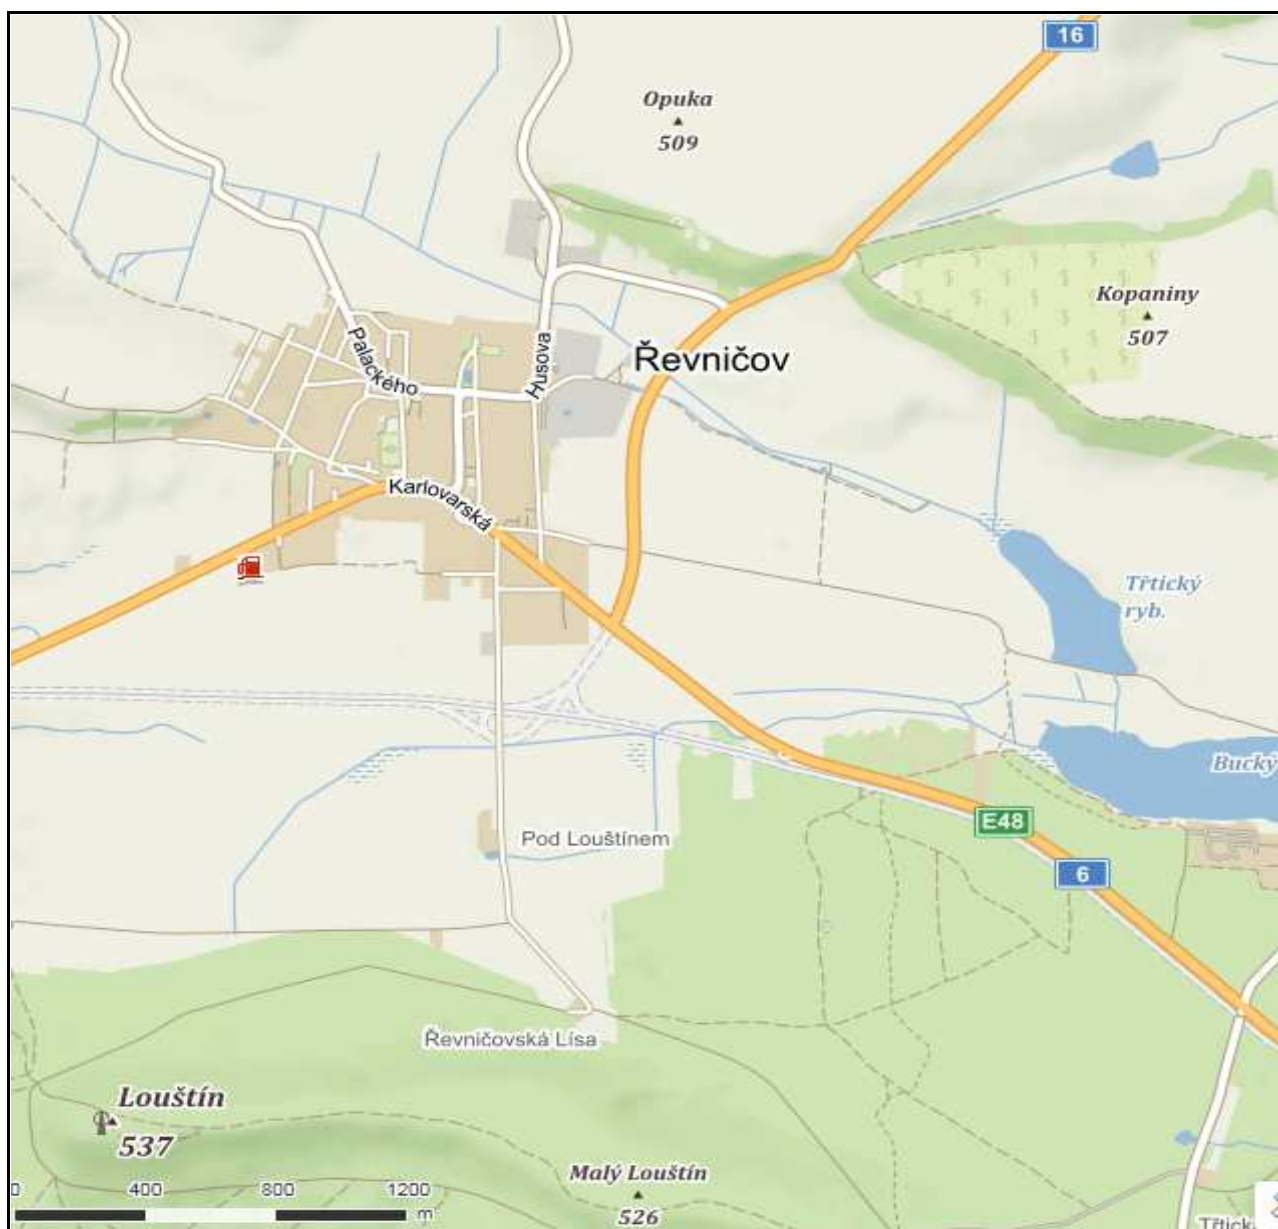 16
Opuka
509
Kopaniny
507
Řevničov
Palackého
Husova
Karlovarská
Třtický
ryb.
Bucký
E48
6
Pod Louštínem
Řevničovská Lísa
Louštín
537
Malý Louštín
526
0 400 800 1200
m